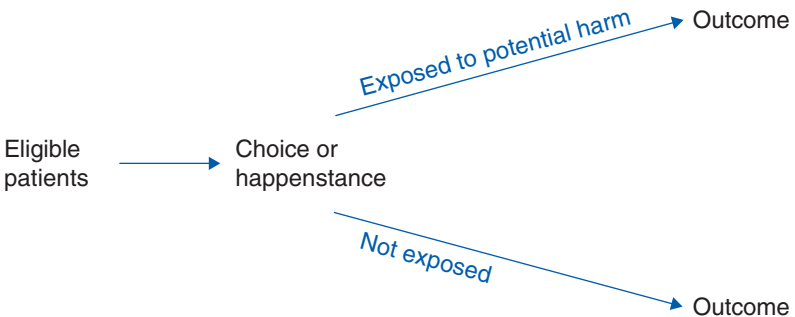 Exposed to potential harm
Outcome
Eligible
patients
Choice or
happenstance
Not exposed
Outcome